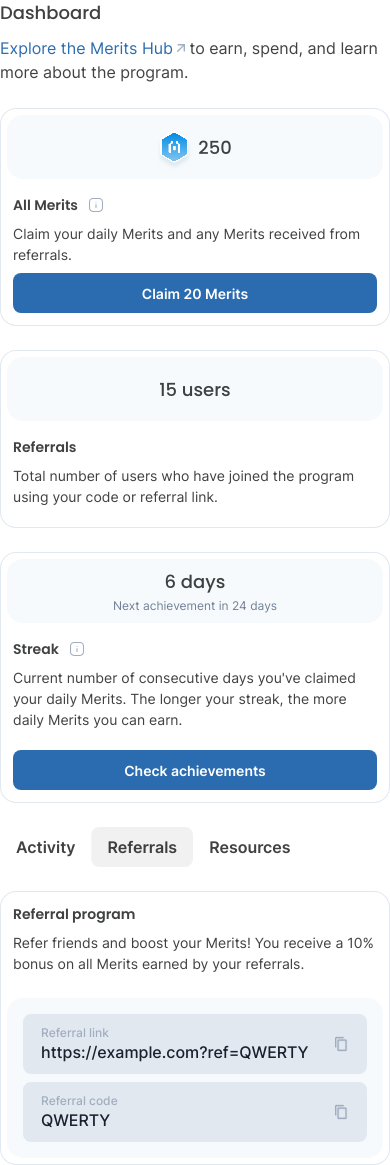 Dashboard
Explore the Merits Hub to earn, spend, and learn
more about the program.
250
All Merits
Claim your daily Merits and any Merits received from
referrals.
Claim 20 Merits
15 users
Referrals
Total number of users who have joined the program
using your code or referral link.
6 days
Next achievement in 24 days
Streak
Current number of consecutive days you've claimed
your daily Merits. The longer your streak, the more
daily Merits you can earn.
Check achievements
Activity Referrals Resources
Referral program
Refer friends and boost your Merits! You receive a 10%
bonus on all Merits earned by your referrals.
Referral link
https://example.com?ref=QWERTY
Referral code
QWERTY